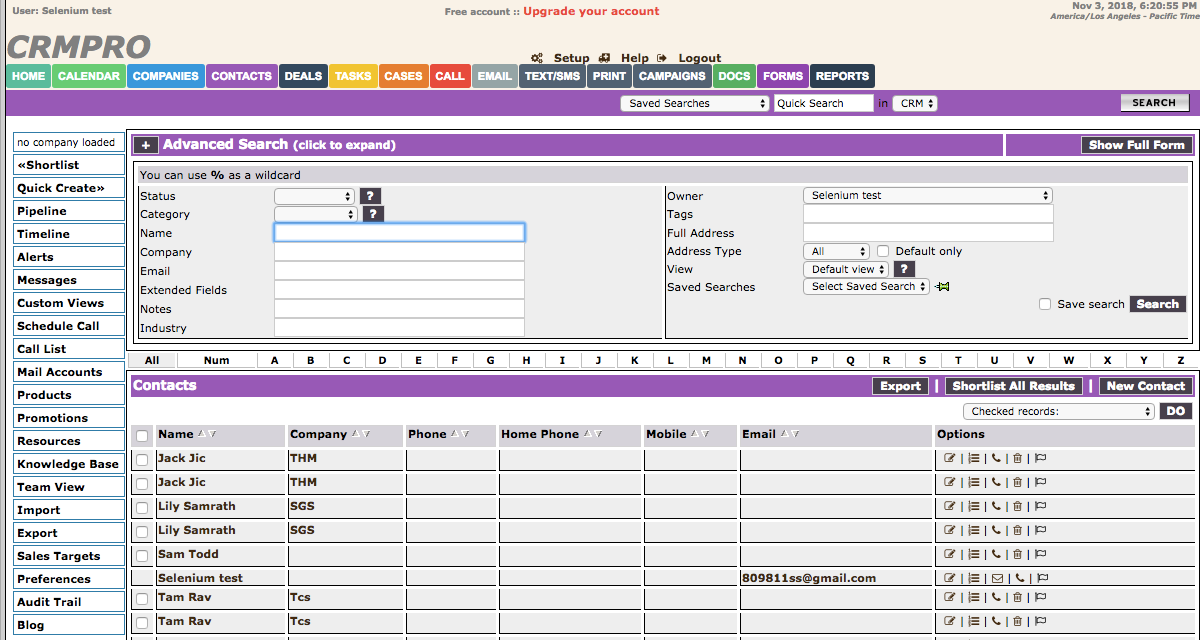 User: Selenium test
Free account :: Upgrade your account
Nov 3, 2018, 6:20:55 PM
America/Los Angeles - Pacific Time
CRMPRO
Setup Help Logout
HOME CALENDAR COMPANIES CONTACTS DEALS TASKS CASES CALL EMAIL TEXT/SMS PRINT CAMPAIGNS DOCS FORMS REPORTS
Saved Searches Quick Search in CRM SEARCH
no company loaded
«Shortlist
Quick Create»
Pipeline
Timeline
Alerts
Messages
Custom Views
Schedule Call
Call List
Mail Accounts
Products
Promotions
Resources
Knowledge Base
Team View
Import
Export
Sales Targets
Preferences
Audit Trail
Blog
+ Advanced Search (click to expand) Show Full Form
You can use % as a wildcard
Status ?
Category ?
Name
Company
Email
Extended Fields
Notes
Industry
Owner Selenium test
Tags
Full Address
Address Type All Default only
View Default view ?
Saved Searches Select Saved Search
Save search Search
All Num A B C D E F G H I J K L M N O P Q R S T U V W X Y Z
Contacts Export | Shortlist All Results | New Contact
Checked records: DO
Name Company Phone Home Phone Mobile Email Options
Jack Jic THM
Jack Jic THM
Lily Samrath SGS
Lily Samrath SGS
Sam Todd
Selenium test 809811ss@gmail.com
Tam Rav Tcs
Tam Rav Tcs